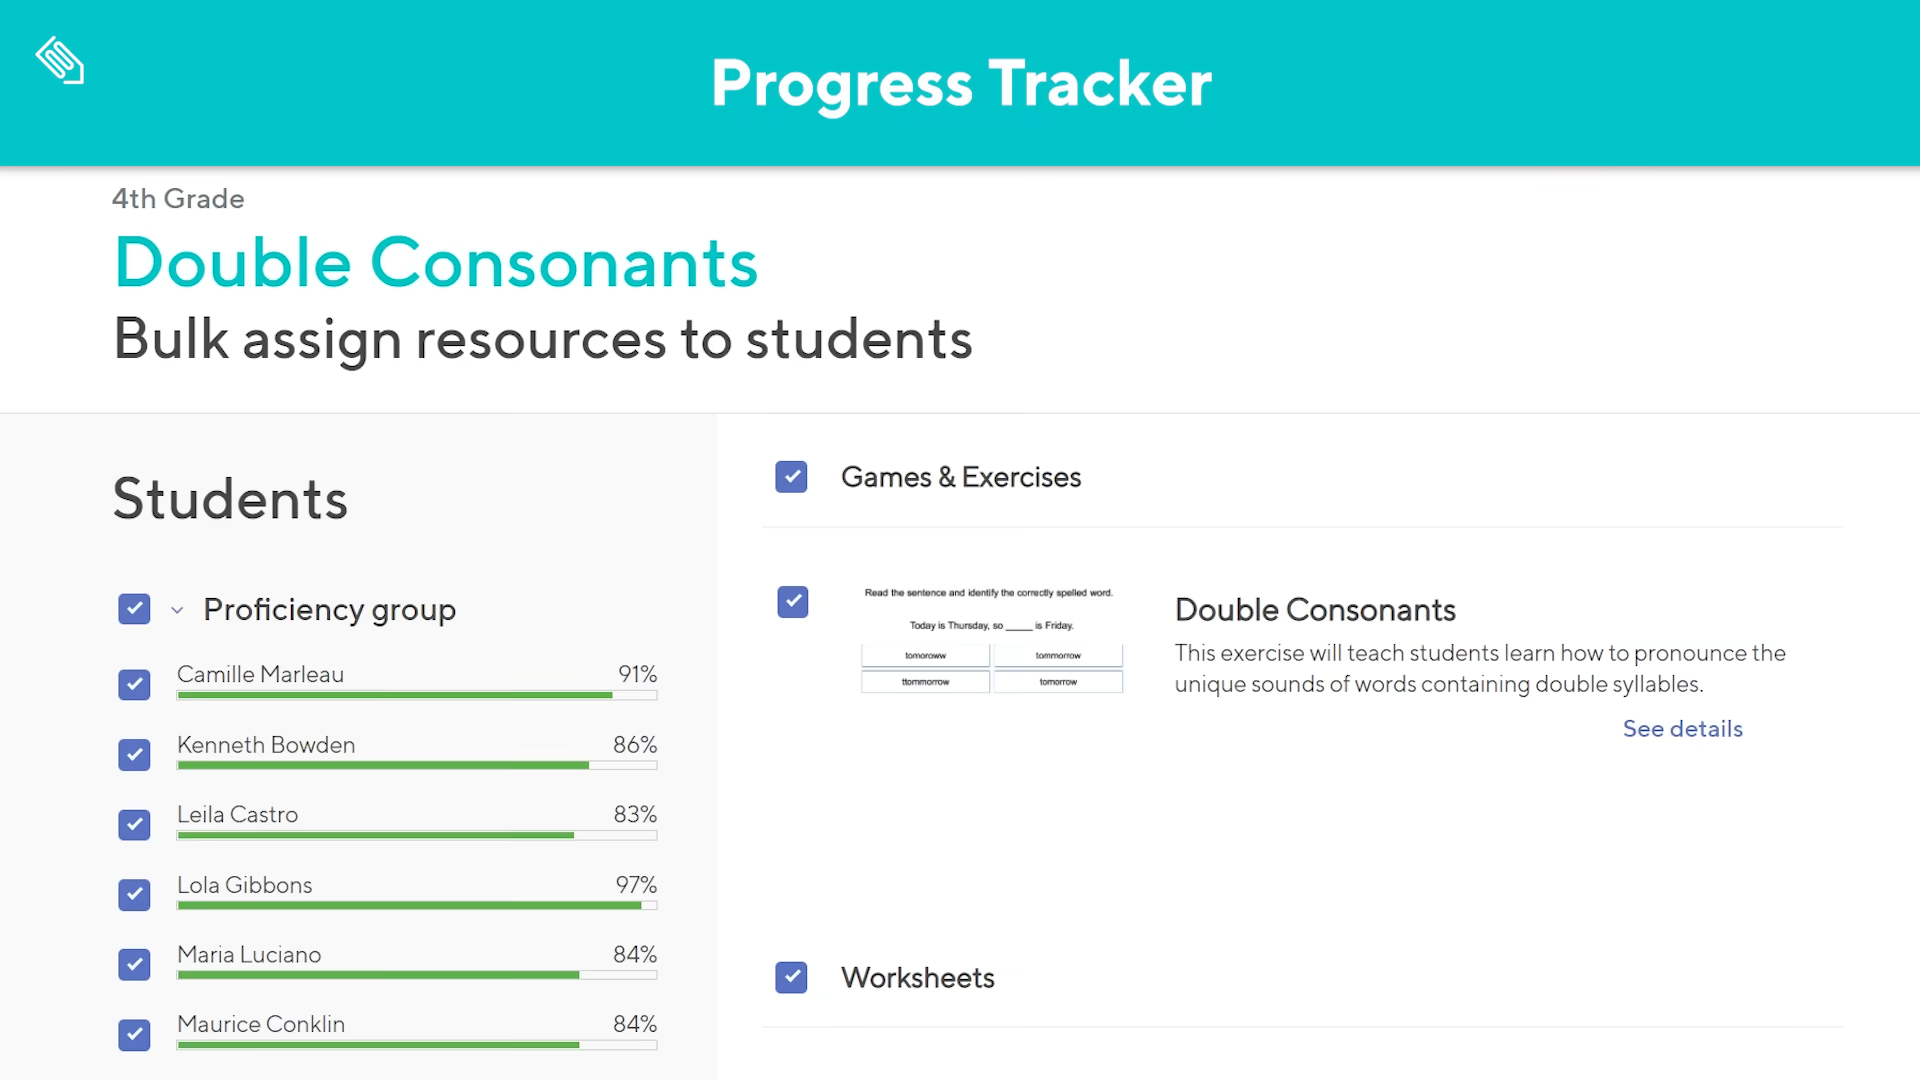 Progress Tracker
4th Grade
Double Consonants
Bulk assign resources to students
Students
Proficiency group
Camille Marleau 91%
Kenneth Bowden 86%
Leila Castro 83%
Lola Gibbons 97%
Maria Luciano 84%
Maurice Conklin 84%
Games & Exercises
Read the sentence and identify the correctly spelled word.
Today is Thursday, so _____ is Friday.
tomoroww tommorrow
ttommorrow tomorrow
Double Consonants
This exercise will teach students learn how to pronounce the
unique sounds of words containing double syllables.
See details
Worksheets